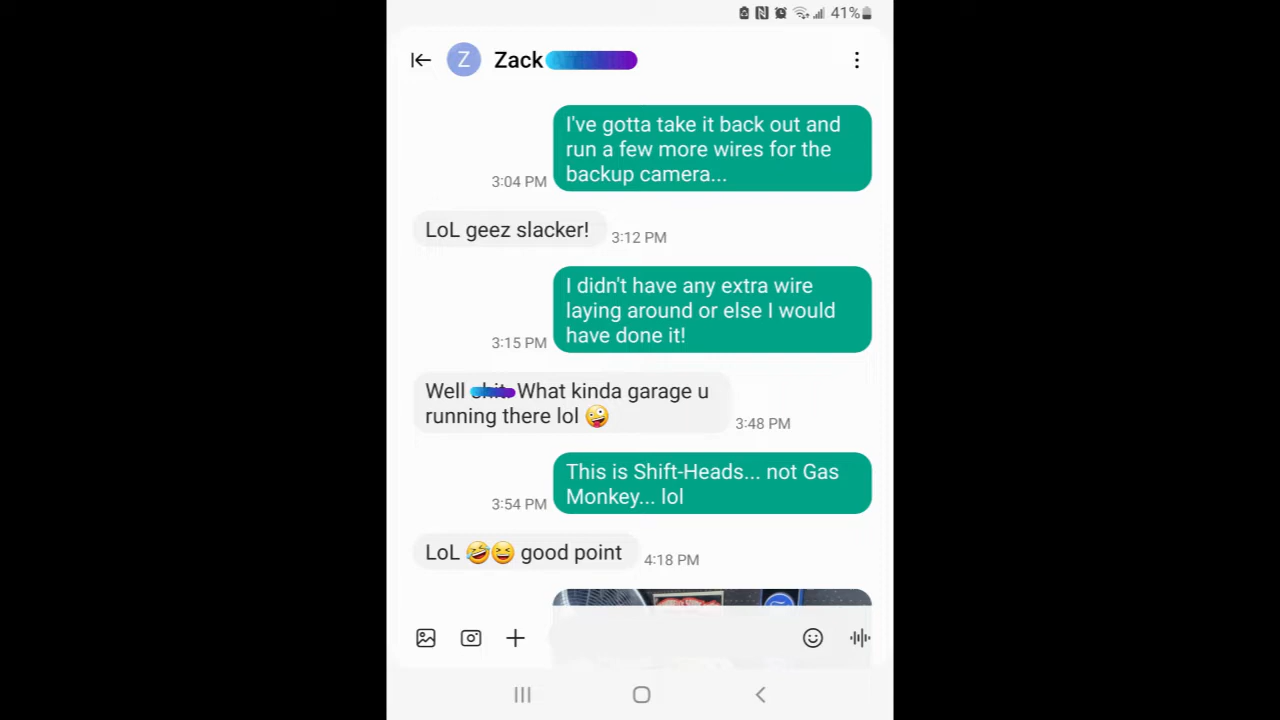 41%
Z Zack
I've gotta take it back out and
run a few more wires for the
backup camera...
3:04 PM
LoL geez slacker!
3:12 PM
I didn't have any extra wire
laying around or else I would
have done it!
3:15 PM
Well What kinda garage u
running there lol 🤪
3:48 PM
This is Shift-Heads... not Gas
Monkey... lol
3:54 PM
LoL 🤣😆 good point
4:18 PM